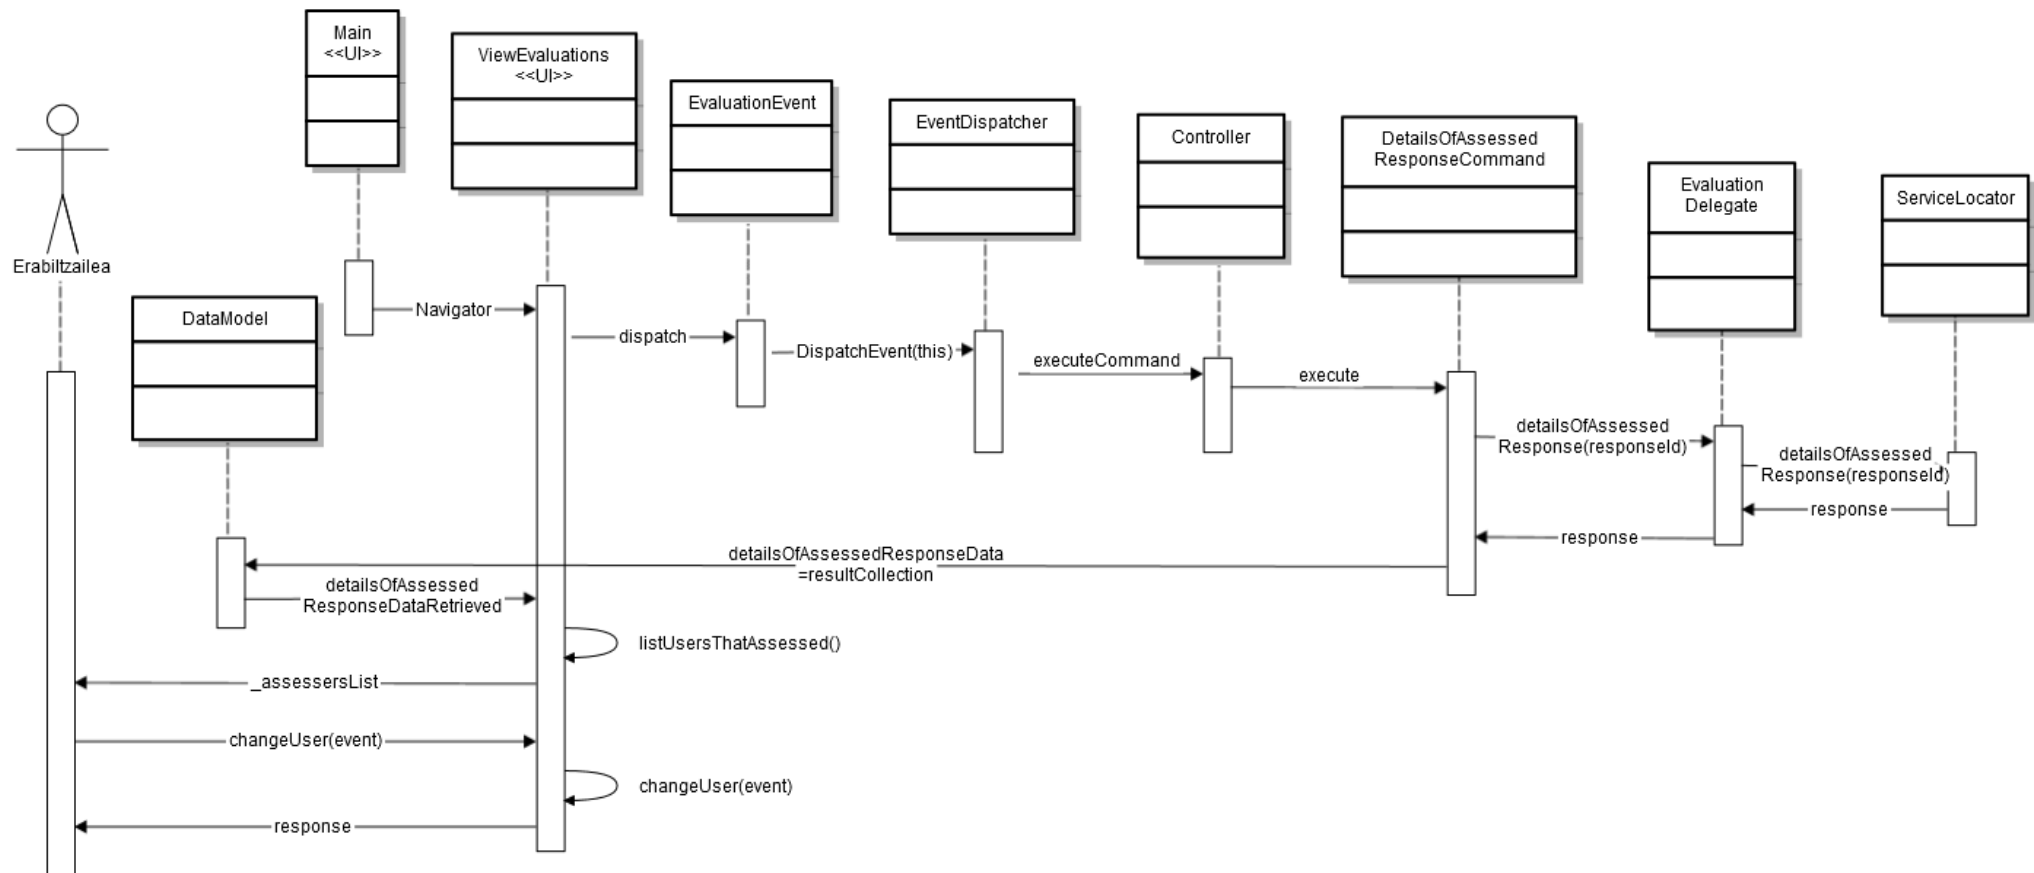 Main
<<UI>>
ViewEvaluations
<<UI>>
EvaluationEvent
EventDispatcher
Controller
DetailsOfAssessed
ResponseCommand
Evaluation
Delegate
ServiceLocator
Erabiltzailea
DataModel
Navigator
dispatch
DispatchEvent(this)
executeCommand
execute
detailsOfAssessed
Response(responseId)
detailsOfAssessed
Response(responseId)
response
response
detailsOfAssessedResponseData
=resultCollection
detailsOfAssessed
ResponseDataRetrieved
listUsersThatAssessed()
_assessersList
changeUser(event)
changeUser(event)
response